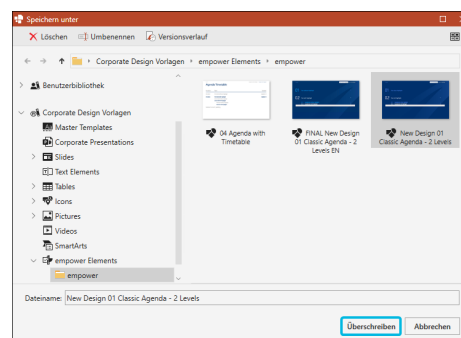 Speichern unter
Löschen Umbenennen Versionsverlauf
Corporate Design Vorlagen empower Elements empower
Benutzerbibliothek
Corporate Design Vorlagen
Master Templates
Corporate Presentations
Slides
Text Elements
Tables
Icons
Pictures
Videos
SmartArts
empower Elements
empower
04 Agenda with
Timetable
FINAL New Design
01 Classic Agenda - 2
Levels EN
New Design 01
Classic Agenda - 2 Levels
Dateiname: New Design 01 Classic Agenda - 2 Levels
Überschreiben Abbrechen